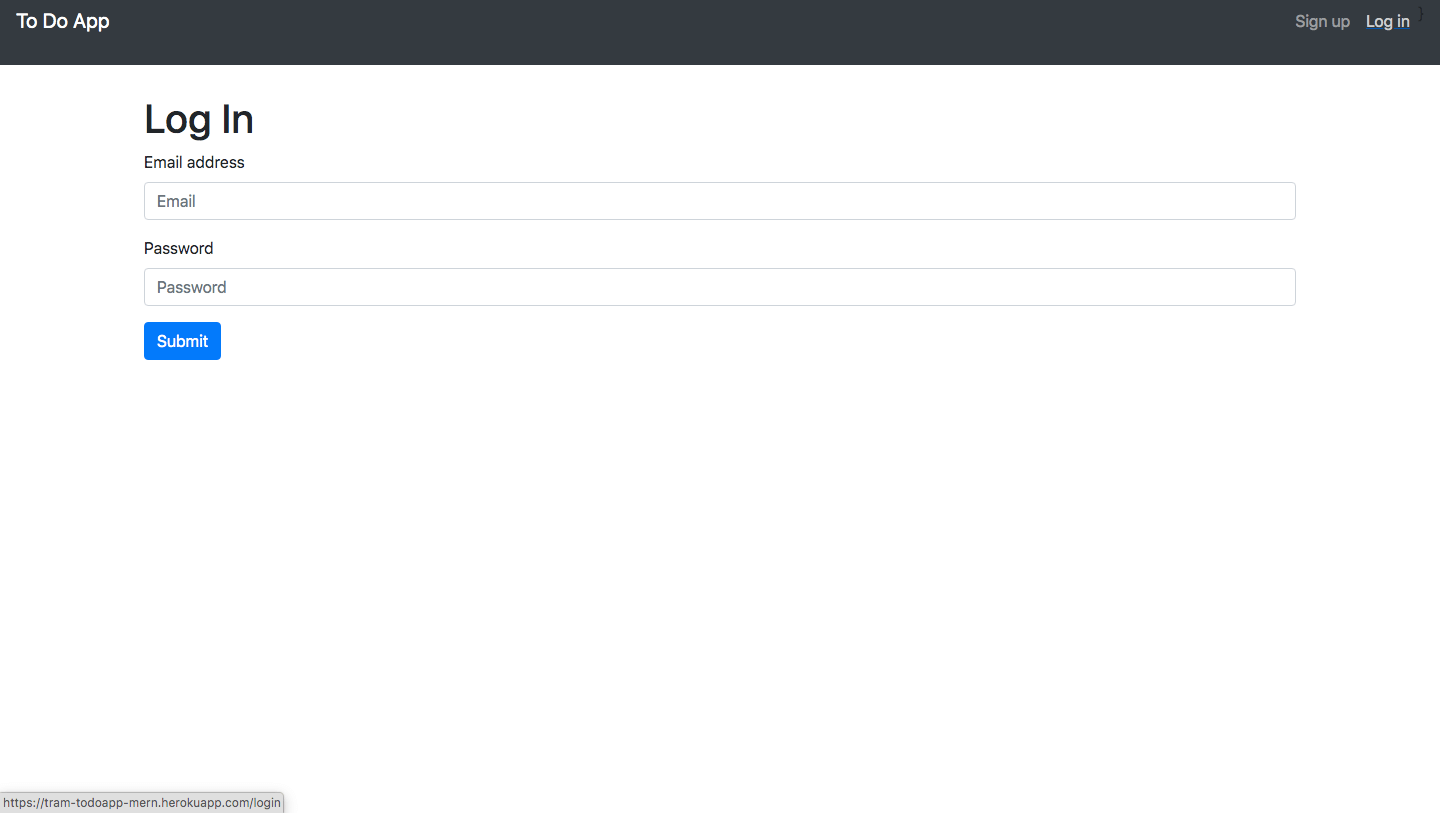 To Do App
Sign up
Log in
}
Log In
Email address
Email
Password
Password
Submit
https://tram-todoapp-mern.herokuapp.com/login